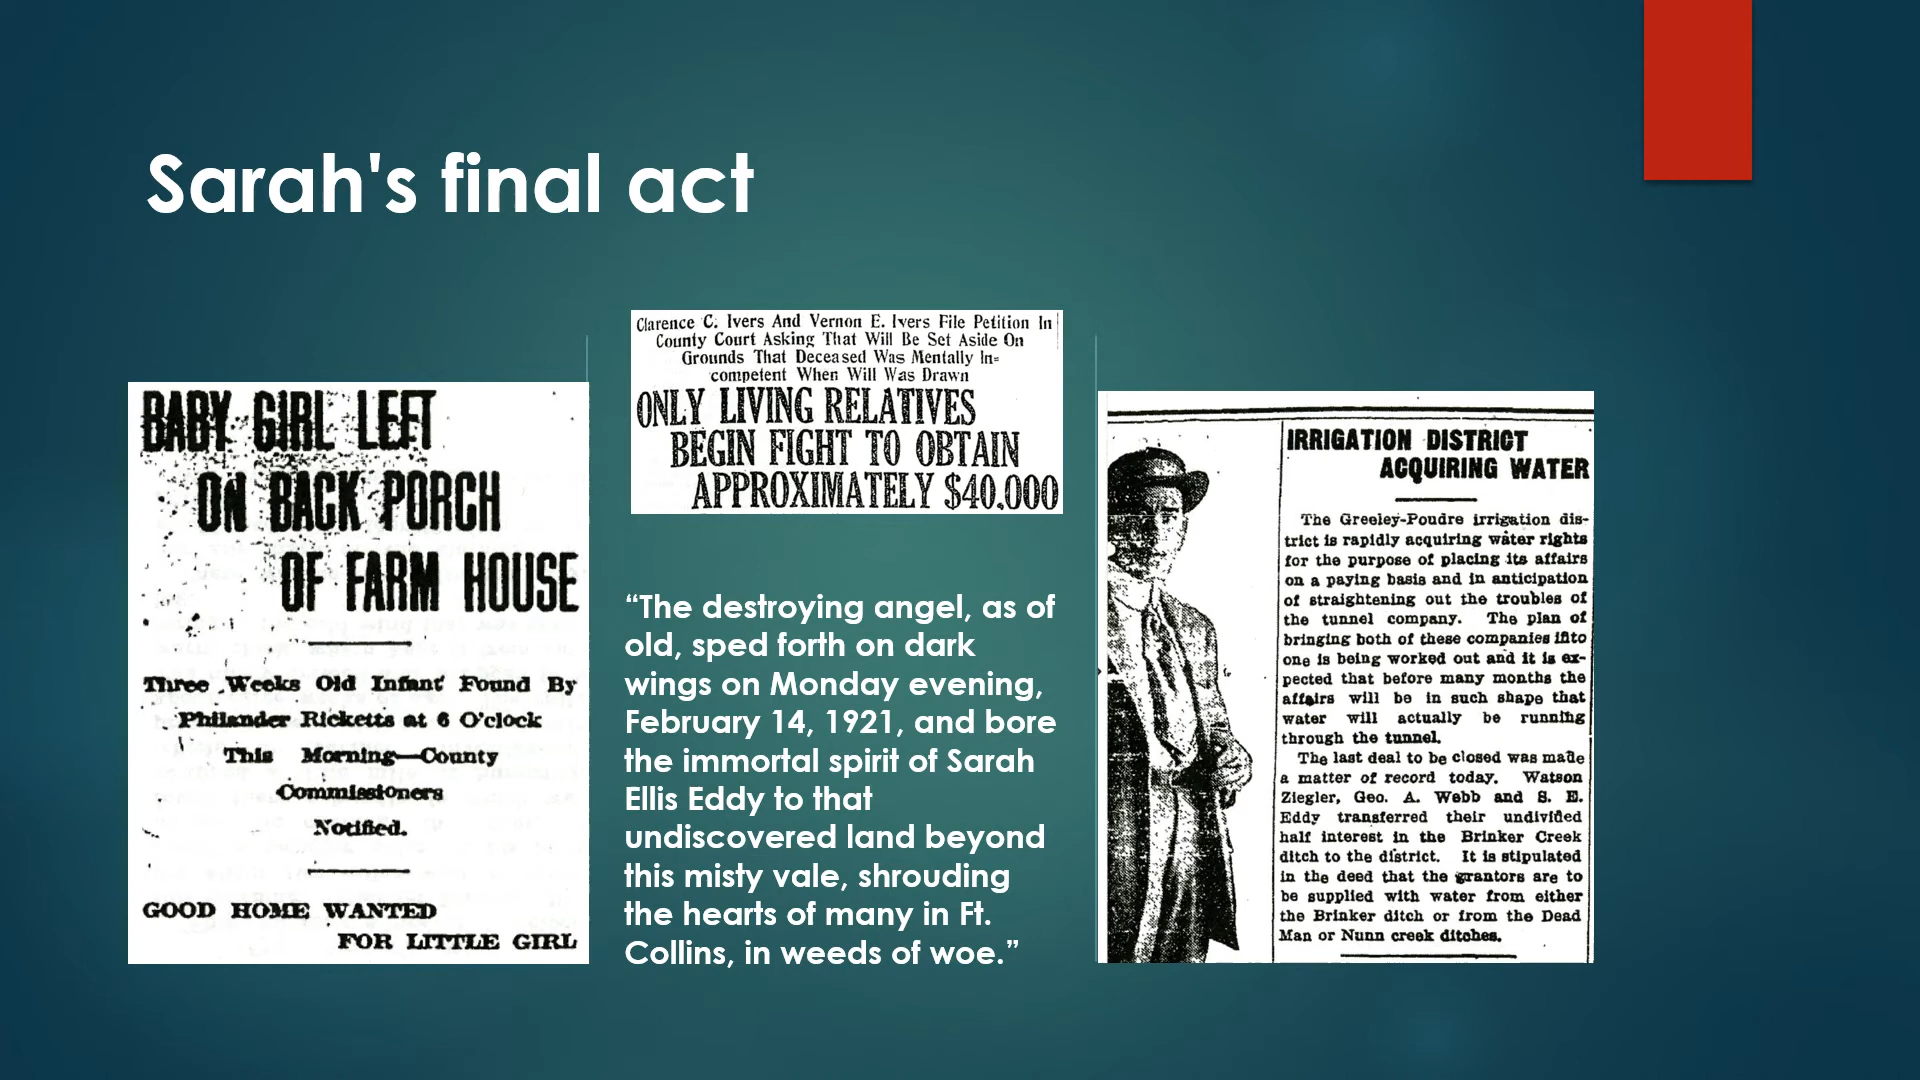 Sarah's final act
BABY GIRL LEFT
ON BACK PORCH
OF FARM HOUSE
Three Weeks Old Infant Found By
Philander Ricketts at 6 O'clock
This Morning—County
Commissioners
Notified.
GOOD HOME WANTED
FOR LITTLE GIRL
Clarence C. Ivers And Vernon E. Ivers File Petition In
County Court Asking That Will Be Set Aside On
Grounds That Deceased Was Mentally In=
competent When Will Was Drawn
ONLY LIVING RELATIVES
BEGIN FIGHT TO OBTAIN
APPROXIMATELY $40,000
“The destroying angel, as of
old, sped forth on dark
wings on Monday evening,
February 14, 1921, and bore
the immortal spirit of Sarah
Ellis Eddy to that
undiscovered land beyond
this misty vale, shrouding
the hearts of many in Ft.
Collins, in weeds of woe.”
IRRIGATION DISTRICT
ACQUIRING WATER
The Greeley-Poudre irrigation dis-
trict is rapidly acquiring water rights
for the purpose of placing its affairs
on a paying basis and in anticipation
of straightening out the troubles of
the tunnel company. The plan of
bringing both of these companies into
one is being worked out and it is ex-
pected that before many months the
affairs will be in such shape that
water will actually be running
through the tunnel.
The last deal to be closed was made
a matter of record today. Watson
Ziegler, Geo. A. Webb and S. E.
Eddy transferred their undivided
half interest in the Brinker Creek
ditch to the district. It is stipulated
in the deed that the grantors are to
be supplied with water from either
the Brinker ditch or from the Dead
Man or Nunn creek ditches.